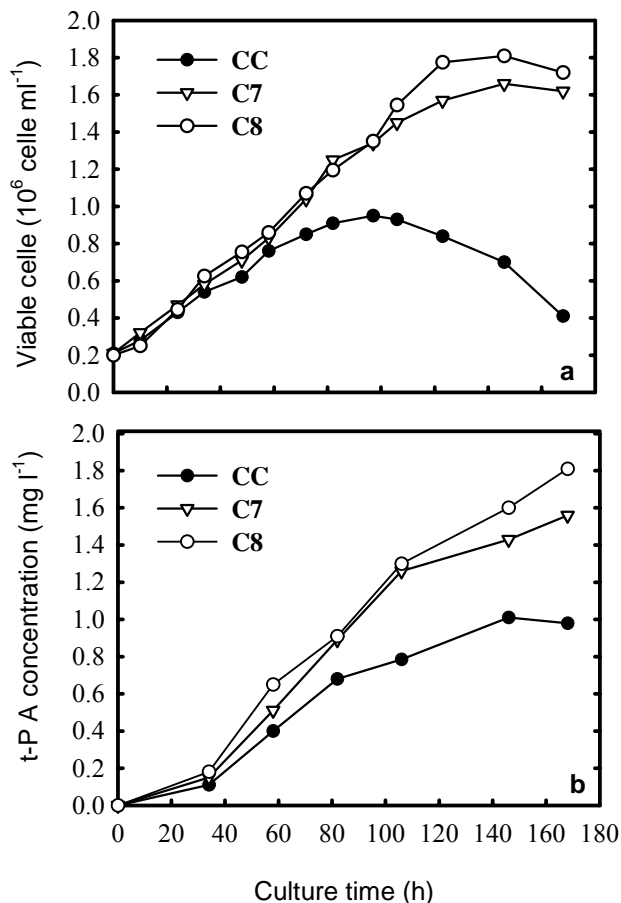 2.0
1.8
1.6
1.4
1.2
1.0
0.8
0.6
0.4
0.2
0.0
Viable celle (10⁶ celle ml⁻¹)
CC
C7
C8
a
2.0
1.8
1.6
1.4
1.2
1.0
0.8
0.6
0.4
0.2
0.0
t-P A concentration (mg l⁻¹)
CC
C7
C8
b
0 20 40 60 80 100 120 140 160 180
Culture time (h)